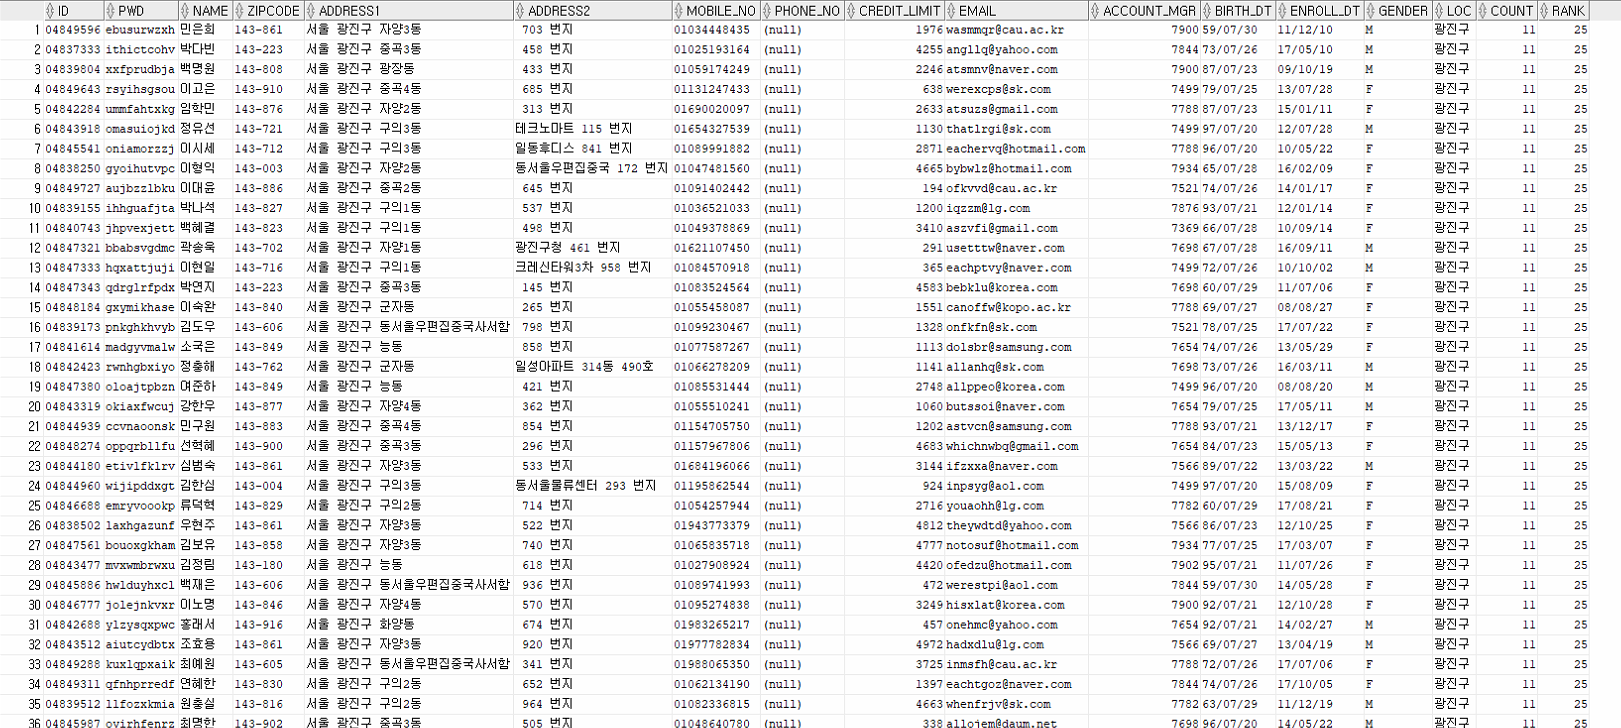 ID PWD NAME ZIPCODE ADDRESS1 ADDRESS2 MOBILE_NO PHONE_NO CREDIT_LIMIT EMAIL ACCOUNT_MGR BIRTH_DT ENROLL_DT GENDER LOC COUNT RANK
1 04849596 ebusurwzxh 민은희 143-861 서울 광진구 자양3동 703 번지 01034448435 (null) 1976 wasmmqr@cau.ac.kr 7900 59/07/30 11/12/10 M 광진구 11 25
2 04837333 ithictcohv 박다빈 143-223 서울 광진구 중곡3동 458 번지 01025193164 (null) 4255 angllq@yahoo.com 7844 73/07/26 17/05/10 M 광진구 11 25
3 04839804 xxfprudbja 백명원 143-808 서울 광진구 광장동 433 번지 01059174249 (null) 2246 atsmnv@naver.com 7900 87/07/23 09/10/19 M 광진구 11 25
4 04849643 rsyihsgsou 이고은 143-910 서울 광진구 중곡4동 685 번지 01131247433 (null) 638 werexcps@sk.com 7499 79/07/25 13/07/28 F 광진구 11 25
5 04842284 ummfahtxkg 임학민 143-876 서울 광진구 자양2동 313 번지 01690020097 (null) 2633 atsuzs@gmail.com 7788 87/07/23 15/01/11 F 광진구 11 25
6 04843918 omasuiojkd 정유선 143-721 서울 광진구 구의3동 테크노마트 115 번지 01654327539 (null) 1130 thatlrgi@sk.com 7499 97/07/20 12/07/28 M 광진구 11 25
7 04845541 oniamorzzj 이시세 143-712 서울 광진구 구의3동 일동후디스 841 번지 01089991882 (null) 2871 eachervq@hotmail.com 7788 96/07/20 10/05/22 F 광진구 11 25
8 04838250 gyoihutvpc 이형익 143-003 서울 광진구 자양2동 동서울우편집중국 172 번지 01047481560 (null) 4665 bybwlz@hotmail.com 7934 65/07/28 16/02/09 F 광진구 11 25
9 04849727 aujbzzlbku 이대윤 143-886 서울 광진구 중곡2동 645 번지 01091402442 (null) 194 ofkvvd@cau.ac.kr 7521 74/07/26 14/01/17 F 광진구 11 25
10 04839155 ihhguafjta 박나석 143-827 서울 광진구 구의1동 537 번지 01036521033 (null) 1200 iqzzm@lg.com 7876 93/07/21 12/01/14 F 광진구 11 25
11 04840743 jhpvexjett 백혜결 143-823 서울 광진구 구의1동 498 번지 01049378869 (null) 3410 aszvfi@gmail.com 7369 66/07/28 10/09/14 F 광진구 11 25
12 04847321 bbabsvgdmc 곽송욱 143-702 서울 광진구 자양1동 광진구청 461 번지 01621107450 (null) 291 usetttw@naver.com 7698 67/07/28 16/09/11 M 광진구 11 25
13 04847333 hqxattjuji 이현일 143-716 서울 광진구 구의1동 크레신타워3차 958 번지 01084570918 (null) 365 eachptvy@naver.com 7499 72/07/26 10/10/02 M 광진구 11 25
14 04847343 qdrglrfpdx 박연지 143-223 서울 광진구 중곡3동 145 번지 01083524564 (null) 4583 bebklu@korea.com 7698 60/07/29 11/07/06 F 광진구 11 25
15 04848184 gxymikhase 이숙완 143-840 서울 광진구 군자동 265 번지 01055458087 (null) 1551 canoffw@kopo.ac.kr 7788 69/07/27 08/08/27 F 광진구 11 25
16 04839173 pnkghkhvyb 김도우 143-606 서울 광진구 동서울우편집중국사서함 798 번지 01099230467 (null) 1328 onfkfn@sk.com 7521 78/07/25 17/07/22 F 광진구 11 25
17 04841614 madgyvmalw 소국은 143-849 서울 광진구 능동 858 번지 01077587267 (null) 1113 dolsbr@samsung.com 7654 74/07/26 13/05/29 F 광진구 11 25
18 04842423 rwnhgbxiyo 정충해 143-762 서울 광진구 군자동 일성아파트 314동 490호 01066278209 (null) 1141 allanhq@sk.com 7698 73/07/26 16/03/11 M 광진구 11 25
19 04847380 oloajtpbzn 여준하 143-849 서울 광진구 능동 421 번지 01085531444 (null) 2748 allppeo@korea.com 7499 96/07/20 08/08/20 M 광진구 11 25
20 04843319 okiaxfwcuj 강한우 143-877 서울 광진구 자양4동 362 번지 01055510241 (null) 1060 butssoi@naver.com 7654 79/07/25 17/05/11 M 광진구 11 25
21 04844939 ccvnaoonsk 민구원 143-883 서울 광진구 중곡4동 854 번지 01154705750 (null) 1202 astvcn@samsung.com 7788 93/07/21 13/12/17 F 광진구 11 25
22 04848274 oppqrbllfu 선혁혜 143-900 서울 광진구 중곡3동 296 번지 01157967806 (null) 4683 whichnwbq@gmail.com 7654 84/07/23 15/05/13 F 광진구 11 25
23 04844180 etivlfklrv 심범숙 143-861 서울 광진구 자양3동 533 번지 01684196066 (null) 3144 ifzxxa@naver.com 7566 89/07/22 13/03/22 M 광진구 11 25
24 04844960 wijipddxgt 김한심 143-004 서울 광진구 구의3동 동서울물류센터 293 번지 01195862544 (null) 924 inpsyg@aol.com 7499 97/07/20 15/08/09 F 광진구 11 25
25 04846688 emryvoookp 류덕혁 143-829 서울 광진구 구의2동 714 번지 01054257944 (null) 2716 youaohh@lg.com 7782 60/07/29 17/08/21 F 광진구 11 25
26 04838502 laxhgazunf 우현주 143-861 서울 광진구 자양3동 522 번지 01943773379 (null) 4812 theywdtd@yahoo.com 7566 86/07/23 12/10/25 F 광진구 11 25
27 04847561 bouoxgkham 김보유 143-858 서울 광진구 자양3동 740 번지 01065835718 (null) 4777 notosuf@hotmail.com 7934 77/07/25 17/03/07 F 광진구 11 25
28 04843477 mvxwmbrwxu 김정림 143-180 서울 광진구 능동 618 번지 01027908924 (null) 4420 ofedzu@hotmail.com 7902 95/07/21 11/07/26 F 광진구 11 25
29 04845886 hwlduyhxcl 백재은 143-606 서울 광진구 동서울우편집중국사서함 936 번지 01089741993 (null) 472 werestpi@aol.com 7844 59/07/30 14/05/28 F 광진구 11 25
30 04846777 jolejnkvxr 이노명 143-846 서울 광진구 자양4동 570 번지 01095274838 (null) 3249 hisxlat@korea.com 7900 92/07/21 12/10/28 F 광진구 11 25
31 04842688 ylzysqxpwc 홍래서 143-916 서울 광진구 화양동 674 번지 01983265217 (null) 457 onehmc@yahoo.com 7654 92/07/21 14/02/27 M 광진구 11 25
32 04843512 aiutcydbtx 조효용 143-861 서울 광진구 자양3동 920 번지 01977782834 (null) 4972 hadxdlu@lg.com 7566 69/07/27 13/04/19 M 광진구 11 25
33 04849288 kuxlqpxaik 최예원 143-605 서울 광진구 동서울우편집중국사서함 341 번지 01988065350 (null) 3725 inmsfh@cau.ac.kr 7788 72/07/26 17/07/06 F 광진구 11 25
34 04849311 qfnhprredf 연혜한 143-830 서울 광진구 구의2동 652 번지 01062134190 (null) 1397 eachtgoz@naver.com 7844 74/07/26 17/10/05 F 광진구 11 25
35 04839512 llfozxkmia 원충실 143-816 서울 광진구 구의2동 964 번지 01082336815 (null) 4663 whenfrjv@sk.com 7782 63/07/29 11/12/19 M 광진구 11 25
36 04845987 ovirhfenrz 최명한 143-902 서울 광진구 중곡3동 505 번지 01048640780 (null) 338 allojem@daum.net 7698 96/07/20 14/05/22 M 광진구 11 25